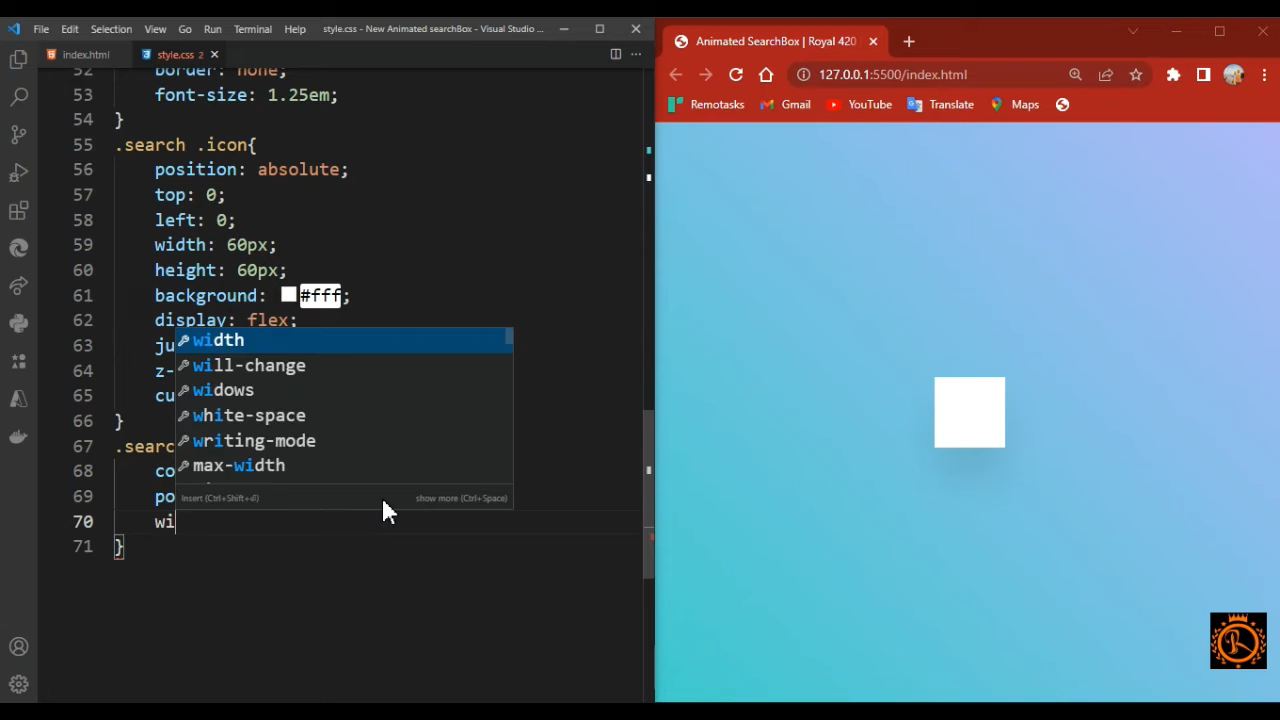 File Edit Selection View Go Run Terminal Help style.css - New Animated searchBox - Visual Studio ...
index.html style.css 2
52 border: none;
53 font-size: 1.25em;
54 }
55 .search .icon{
56 position: absolute;
57 top: 0;
58 left: 0;
59 width: 60px;
60 height: 60px;
61 background: #fff;
62 display: flex;
63 ju
64 z-
65 cu
66 }
67 .searc
68 co
69 po
70 wi
71 }
width
will-change
widows
white-space
writing-mode
max-width
Insert (Ctrl+Shift+⏎) show more (Ctrl+Space)
Animated SearchBox | Royal 420
127.0.0.1:5500/index.html
Remotasks Gmail YouTube Translate Maps